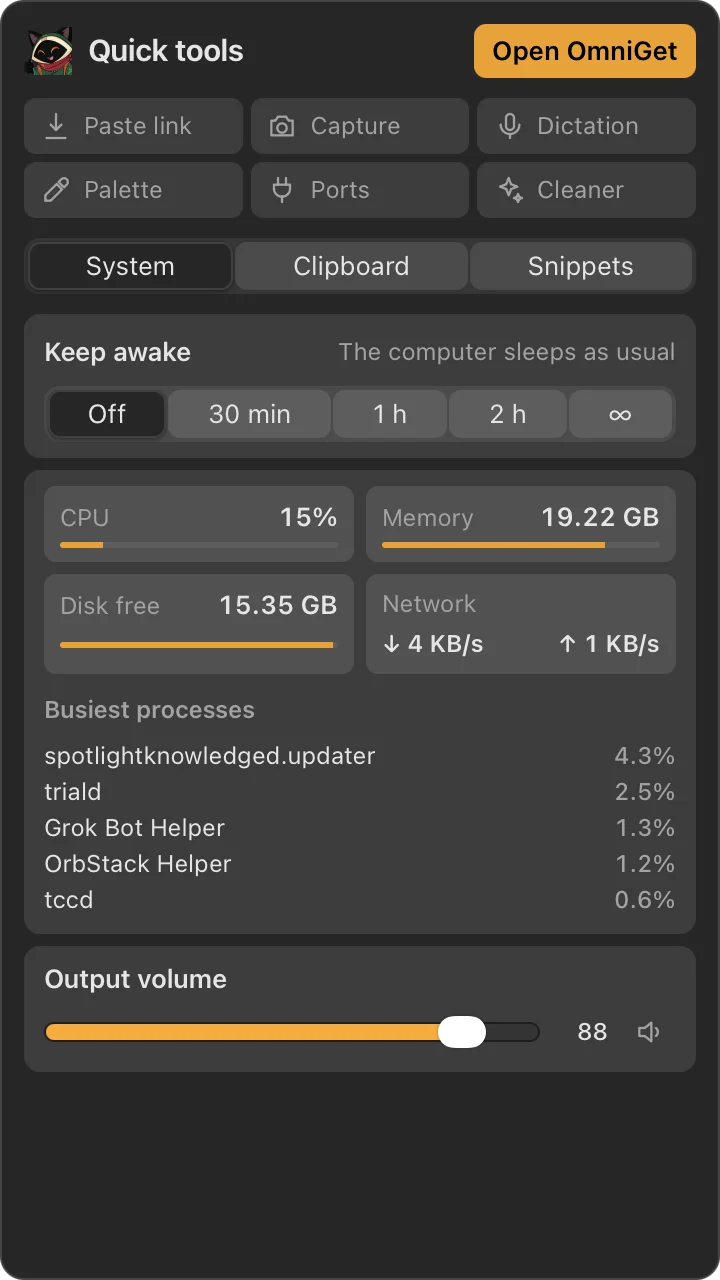 Quick tools
Open OmniGet
Paste link
Capture
Dictation
Palette
Ports
Cleaner
System
Clipboard
Snippets
Keep awake
The computer sleeps as usual
Off
30 min
1 h
2 h
∞
CPU
15%
Memory
19.22 GB
Disk free
15.35 GB
Network
↓ 4 KB/s
↑ 1 KB/s
Busiest processes
spotlightknowledged.updater
4.3%
triald
2.5%
Grok Bot Helper
1.3%
OrbStack Helper
1.2%
tccd
0.6%
Output volume
88